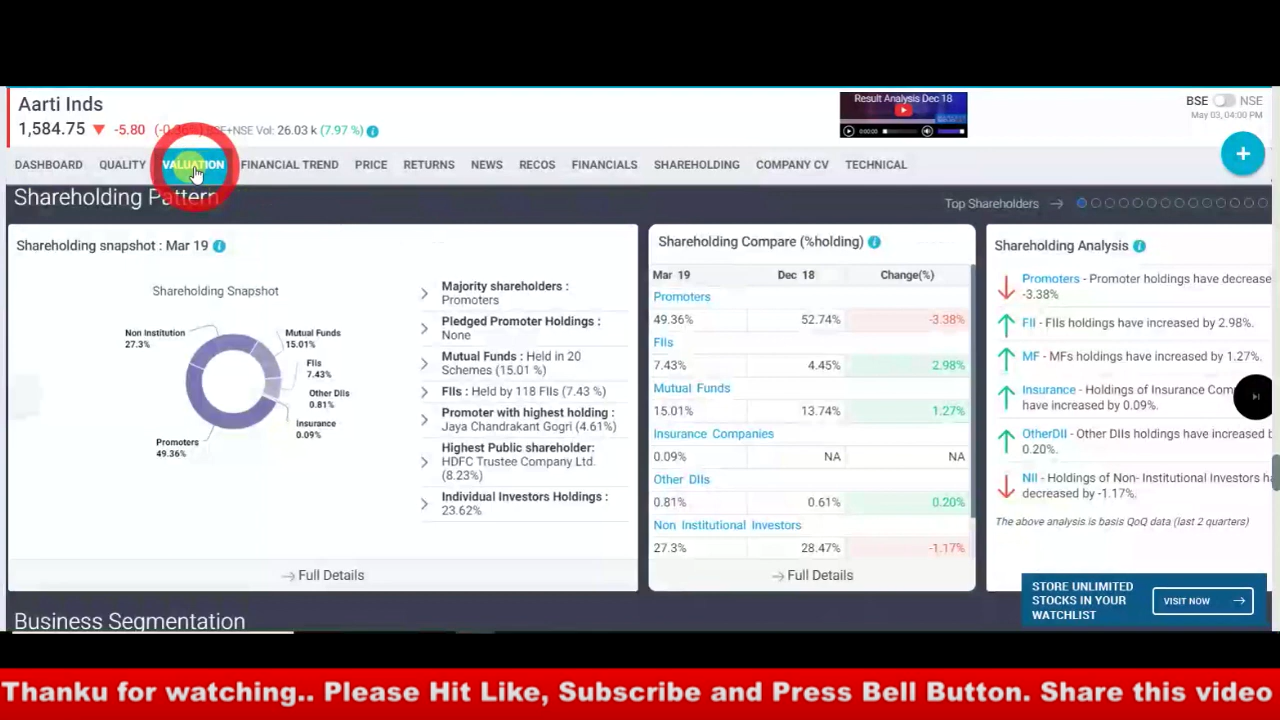 Aarti Inds
1,584.75 -5.80 (-0.36%) BSE+NSE Vol: 26.03 k (7.97 %)
Result Analysis Dec 18
0:00:00
BSE NSE
May 03, 04:00 PM
+
DASHBOARD QUALITY VALUATION FINANCIAL TREND PRICE RETURNS NEWS RECOS FINANCIALS SHAREHOLDING COMPANY CV TECHNICAL
Shareholding Pattern
Top Shareholders
Shareholding snapshot : Mar 19
Shareholding Snapshot
Non Institution
27.3%
Mutual Funds
15.01%
FIIs
7.43%
Other DIIs
0.81%
Insurance
0.09%
Promoters
49.36%
Majority shareholders :
Promoters
Pledged Promoter Holdings :
None
Mutual Funds : Held in 20
Schemes (15.01 %)
FIIs : Held by 118 FIIs (7.43 %)
Promoter with highest holding :
Jaya Chandrakant Gogri (4.61%)
Highest Public shareholder:
HDFC Trustee Company Ltd.
(8.23%)
Individual Investors Holdings :
23.62%
Full Details
Shareholding Compare (%holding)
Mar 19 Dec 18 Change(%)
Promoters
49.36% 52.74% -3.38%
FIIs
7.43% 4.45% 2.98%
Mutual Funds
15.01% 13.74% 1.27%
Insurance Companies
0.09% NA NA
Other DIIs
0.81% 0.61% 0.20%
Non Institutional Investors
27.3% 28.47% -1.17%
Full Details
Shareholding Analysis
Promoters - Promoter holdings have decrease
-3.38%
FII - FIIs holdings have increased by 2.98%.
MF - MFs holdings have increased by 1.27%.
Insurance - Holdings of Insurance Com
have increased by 0.09%.
OtherDII - Other DIIs holdings have increased b
0.20%.
NII - Holdings of Non- Institutional Investors ha
decreased by -1.17%.
The above analysis is basis QoQ data (last 2 quarters)
STORE UNLIMITED
STOCKS IN YOUR
WATCHLIST
VISIT NOW
Business Segmentation
Thanku for watching.. Please Hit Like, Subscribe and Press Bell Button. Share this video